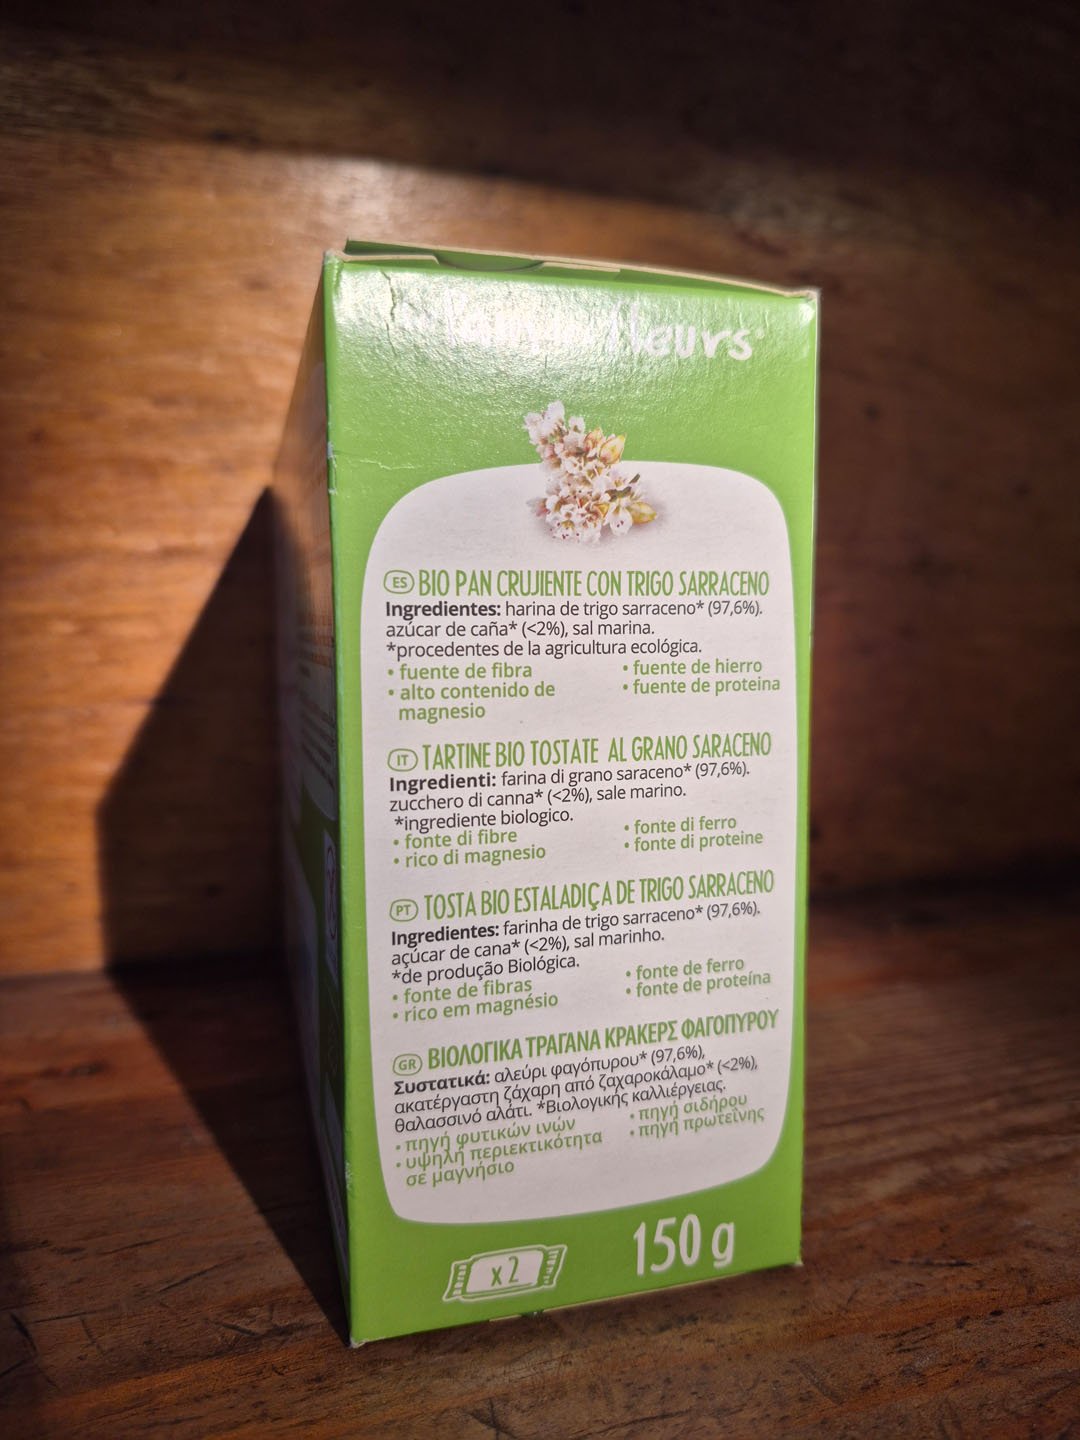 ES BIO PAN CRUJIENTE CON TRIGO SARRACENO
Ingredientes: harina de trigo sarraceno* (97,6%).
azúcar de caña* (<2%), sal marina.
*procedentes de la agricultura ecológica.
• fuente de fibra
• alto contenido de
magnesio
• fuente de hierro
• fuente de proteina
IT TARTINE BIO TOSTATE AL GRANO SARACENO
Ingredienti: farina di grano saraceno* (97,6%).
zucchero di canna* (<2%), sale marino.
*ingrediente biologico.
• fonte di fibre
• rico di magnesio
• fonte di ferro
• fonte di proteine
PT TOSTA BIO ESTALADIÇA DE TRIGO SARRACENO
Ingredientes: farinha de trigo sarraceno* (97,6%).
açúcar de cana* (<2%), sal marinho.
*de produção Biológica.
• fonte de fibras
• rico em magnésio
• fonte de ferro
• fonte de proteína
GR ΒΙΟΛΟΓΙΚΑ ΤΡΑΓΑΝΑ ΚΡΑΚΕΡΣ ΦΑΓΟΠΥΡΟΥ
Συστατικά: αλεύρι φαγόπυρου* (97,6%),
ακατέργαστη ζάχαρη από ζαχαροκάλαμο* (<2%),
θαλασσινό αλάτι. *Βιολογικής καλλιέργειας.
• πηγή φυτικών ινών
• υψηλή περιεκτικότητα
σε μαγνήσιο
• πηγή σιδήρου
• πηγή πρωτεΐνης
x2
150 g